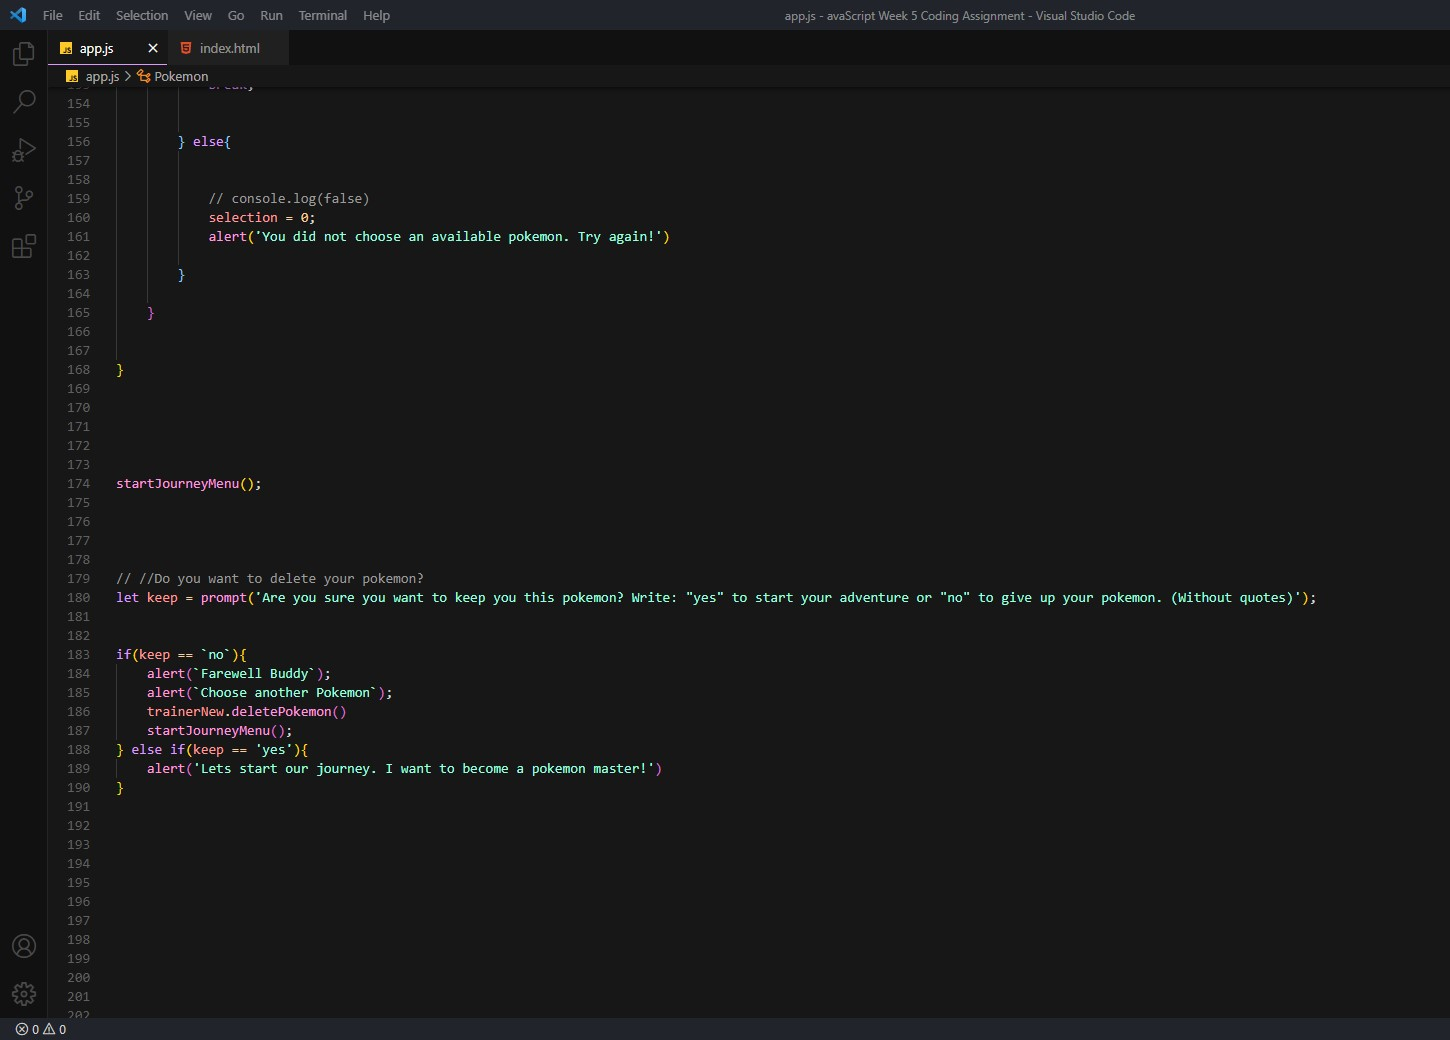 File Edit Selection View Go Run Terminal Help app.js - avaScript Week 5 Coding Assignment - Visual Studio Code
JS app.js index.html
JS app.js > Pokemon
153 break;
154
155
156 } else{
157
158
159 // console.log(false)
160 selection = 0;
161 alert('You did not choose an available pokemon. Try again!')
162
163 }
164
165 }
166
167
168 }
169
170
171
172
173
174 startJourneyMenu();
175
176
177
178
179 // //Do you want to delete your pokemon?
180 let keep = prompt('Are you sure you want to keep you this pokemon? Write: "yes" to start your adventure or "no" to give up your pokemon. (Without quotes)');
181
182
183 if(keep == `no`){
184 alert(`Farewell Buddy`);
185 alert(`Choose another Pokemon`);
186 trainerNew.deletePokemon()
187 startJourneyMenu();
188 } else if(keep == 'yes'){
189 alert('Lets start our journey. I want to become a pokemon master!')
190 }
191
192
193
194
195
196
197
198
199
200
201
202
0 0